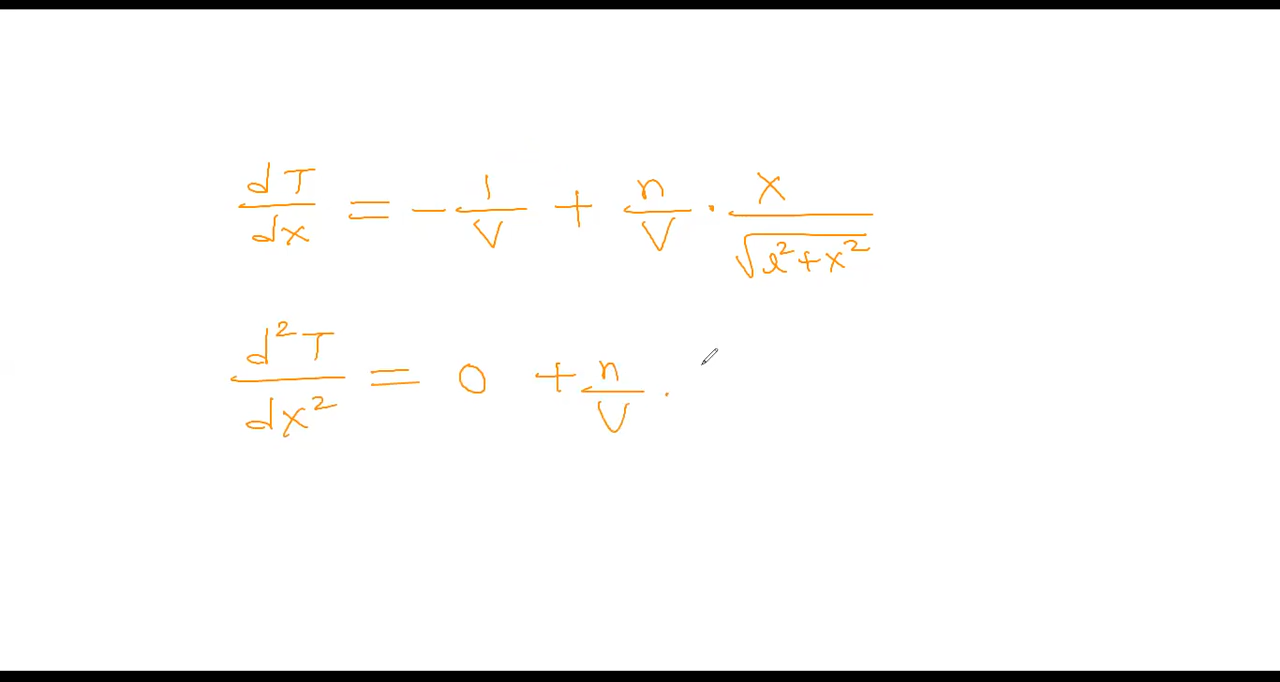 dT/dx = -1/V + n/V · x/√(l²+x²)
d²T/dx² = 0 + n/V ·